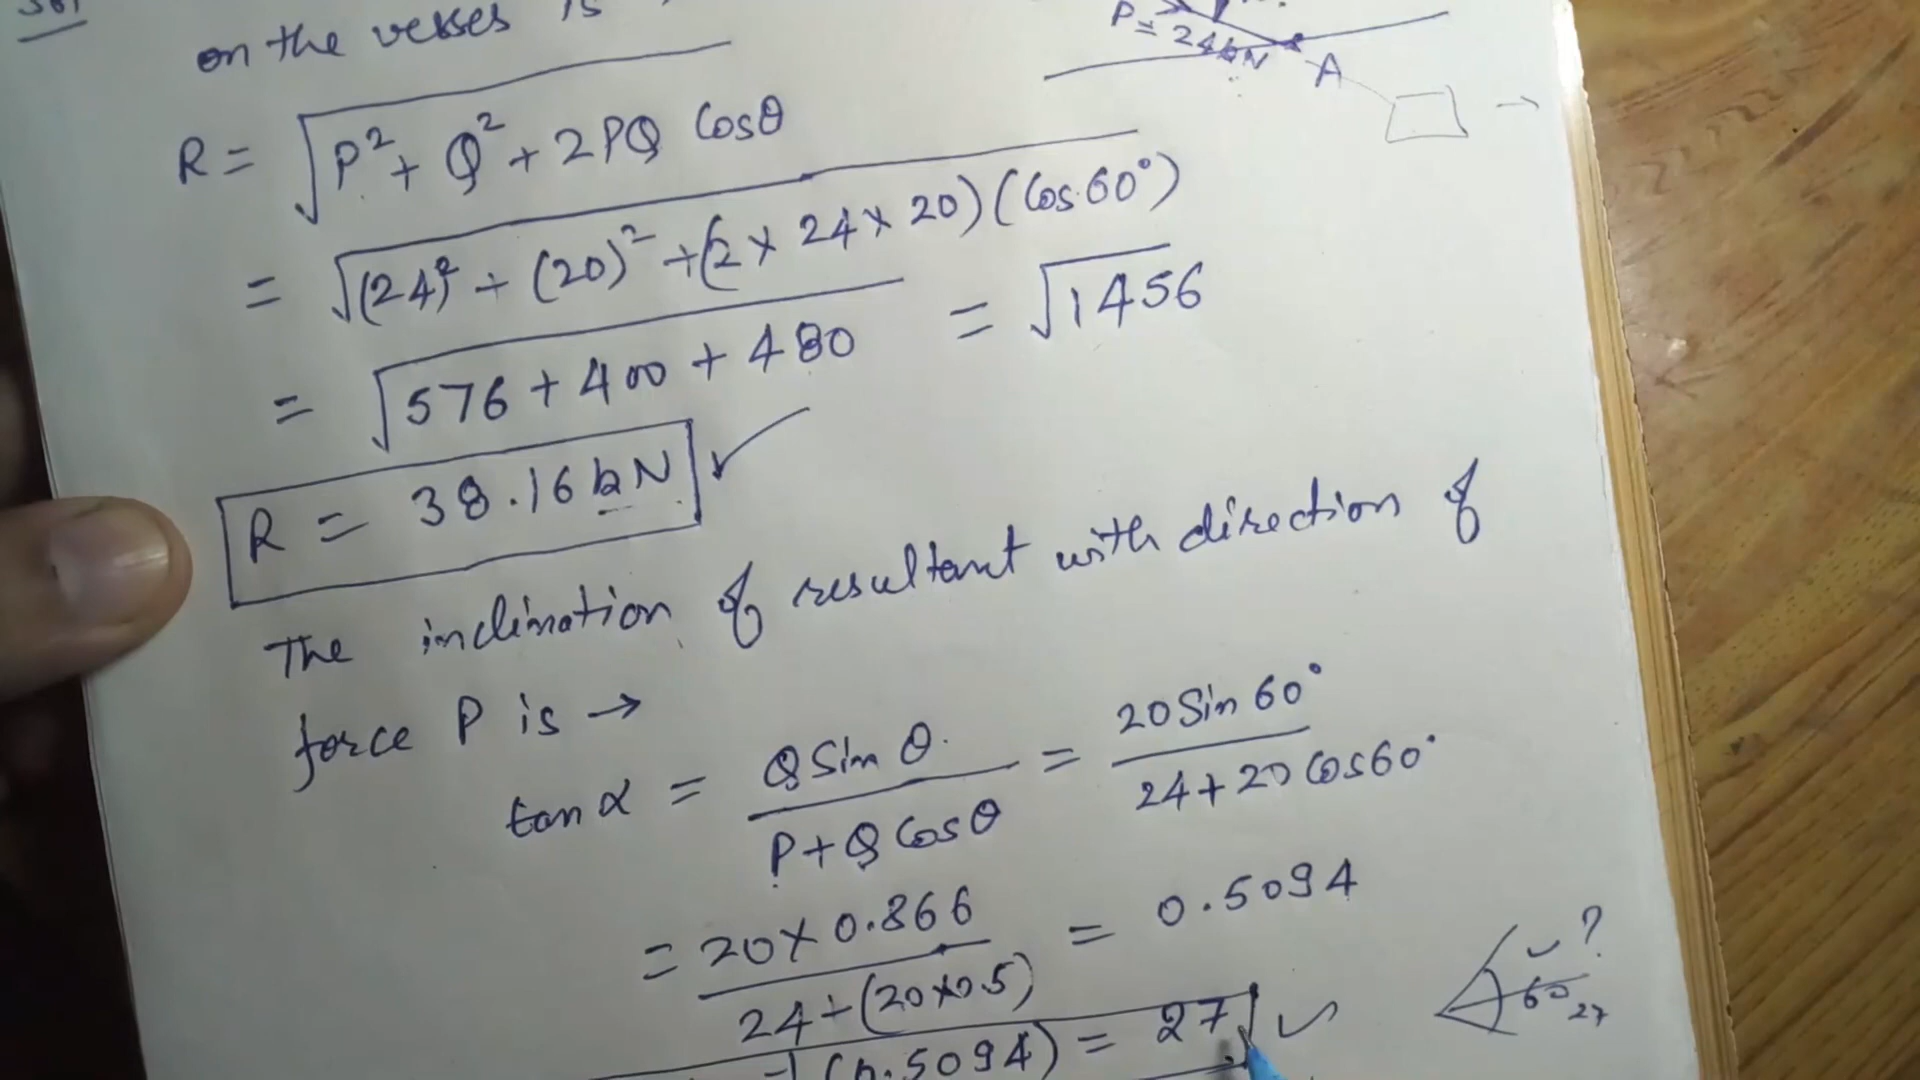 on the vesses is
P = 24kN
A
R = √P² + Q² + 2PQ Cosθ
= √(24)² + (20)² + (2 × 24 × 20) (Cos 60°)
= √576 + 400 + 480 = √1456
R = 38.16 kN
The inclination of resultant with direction of
force P is →
tan α = Q Sin θ / P + Q Cos θ = 20 Sin 60° / 24 + 20 Cos 60°
= 20 × 0.866 / 24 + (20 × 0.5) = 0.5094
(0.5094) = 27
?
60
27